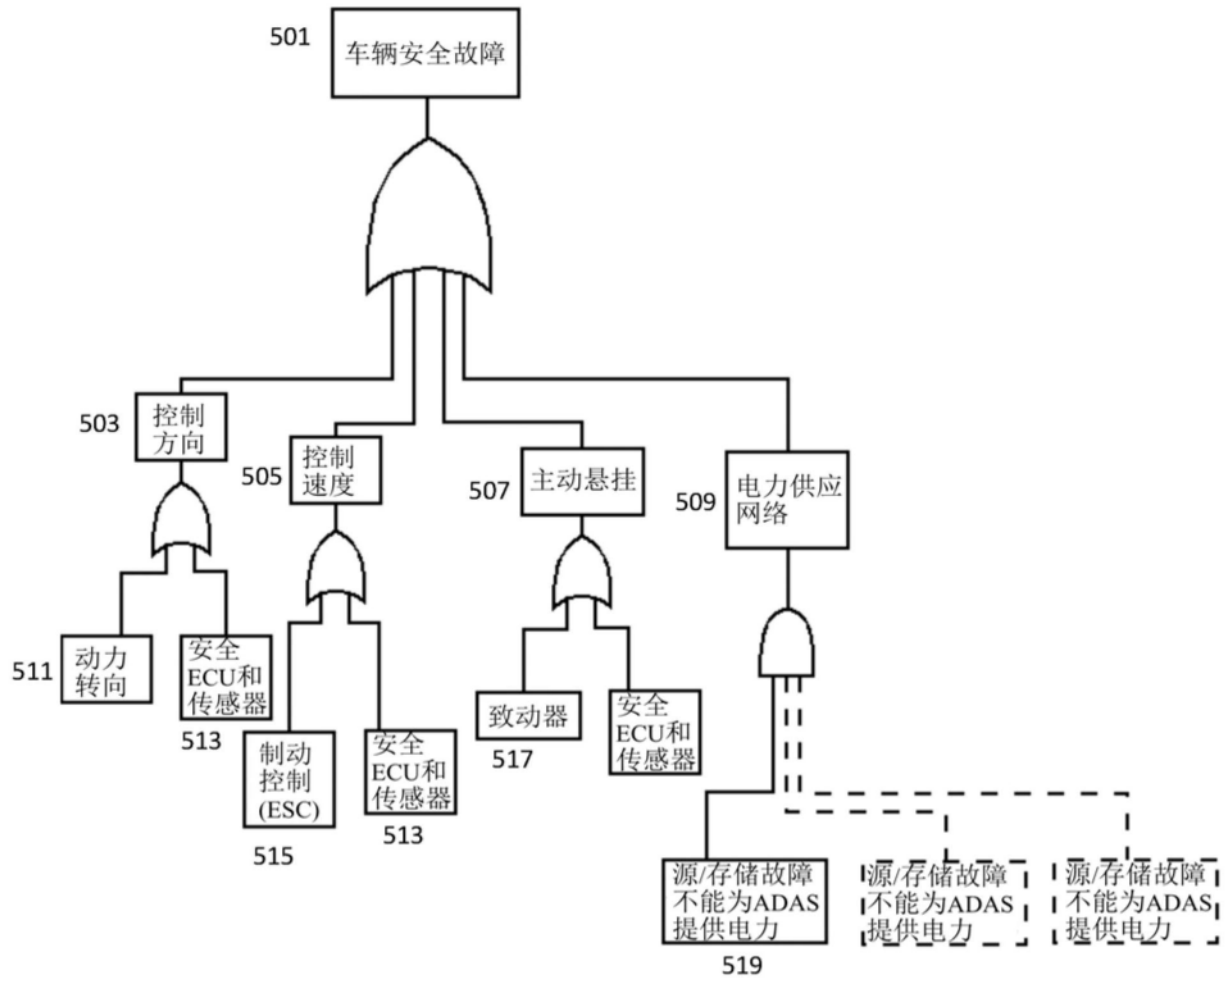 501
车辆安全故障
503
控制
方向
505
控制
速度
507
主动悬挂
509
电力供应
网络
511
动力
转向
安全
ECU和
传感器
513
制动
控制
(ESC)
515
安全
ECU和
传感器
513
致动器
517
安全
ECU和
传感器
源/存储故障
不能为ADAS
提供电力
519
源/存储故障
不能为ADAS
提供电力
源/存储故障
不能为ADAS
提供电力